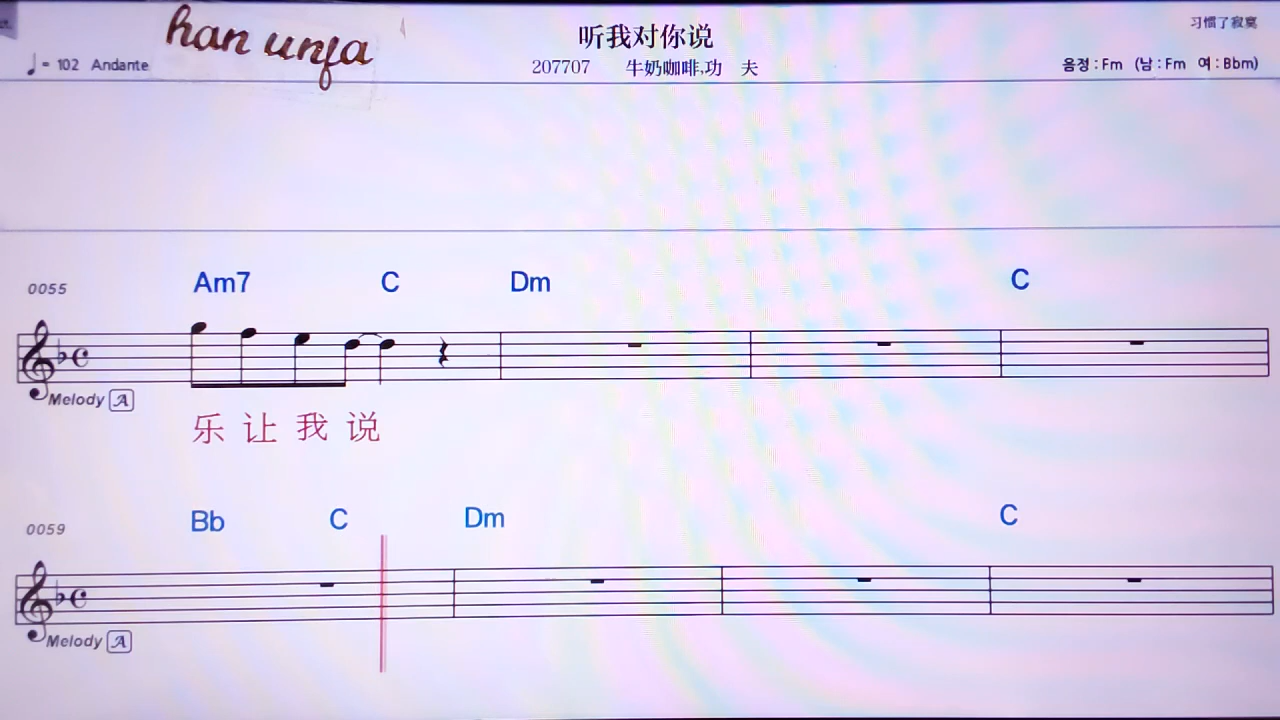 han unfa
听我对你说
习惯了寂寞
♩= 102 Andante
207707 牛奶咖啡,功 夫
음정 : Fm (남 : Fm 여 : Bbm)
Am7 C Dm C
0055
Melody A
乐 让 我 说
Bb C Dm C
0059
Melody A